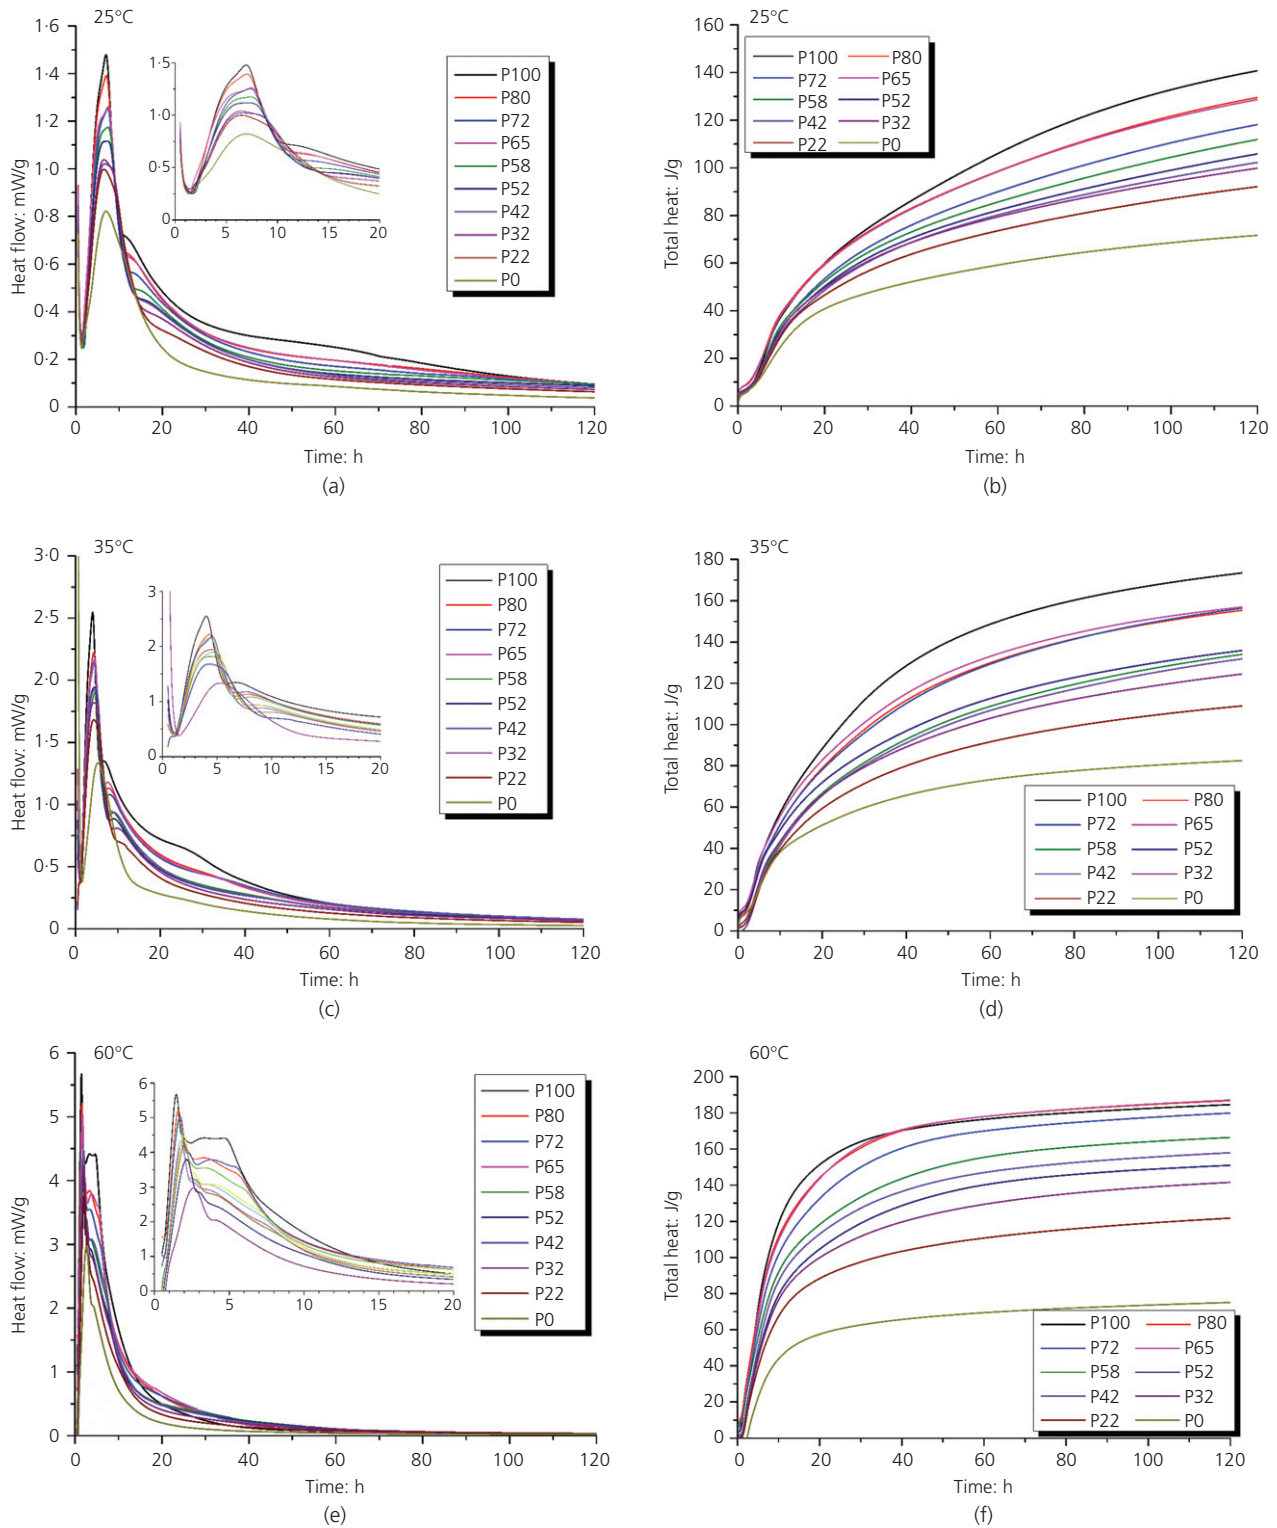 25°C
1·6
1·4
1·2
1·0
0·8
0·6
0·4
0·2
0
Heat flow: mW/g
0 20 40 60 80 100 120
Time: h
1·5
1·0
0·5
0
0 5 10 15 20
P100
P80
P72
P65
P58
P52
P42
P32
P22
P0
(a)
25°C
160
140
120
100
80
60
40
20
0
Total heat: J/g
0 20 40 60 80 100 120
Time: h
P100 P80
P72 P65
P58 P52
P42 P32
P22 P0
(b)
35°C
3·0
2·5
2·0
1·5
1·0
0·5
0
Heat flow: mW/g
0 20 40 60 80 100 120
Time: h
3
2
1
0
0 5 10 15 20
P100
P80
P72
P65
P58
P52
P42
P32
P22
P0
(c)
35°C
180
160
140
120
100
80
60
40
20
0
Total heat: J/g
0 20 40 60 80 100 120
Time: h
P100 P80
P72 P65
P58 P52
P42 P32
P22 P0
(d)
60°C
6
5
4
3
2
1
0
Heat flow: mW/g
0 20 40 60 80 100 120
Time: h
6
5
4
3
2
1
0
0 5 10 15 20
P100
P80
P72
P65
P58
P52
P42
P32
P22
P0
(e)
60°C
200
180
160
140
120
100
80
60
40
20
0
Total heat: J/g
0 20 40 60 80 100 120
Time: h
P100 P80
P72 P65
P58 P52
P42 P32
P22 P0
(f)